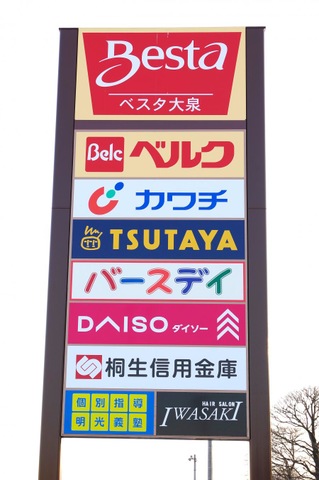 Besta
ベスタ大泉
Belc ベルク
カワチ
TSUTAYA
バースデイ
DAISO ダイソー
桐生信用金庫
個別指導
明光義塾
HAIR SALON
IWASAKI